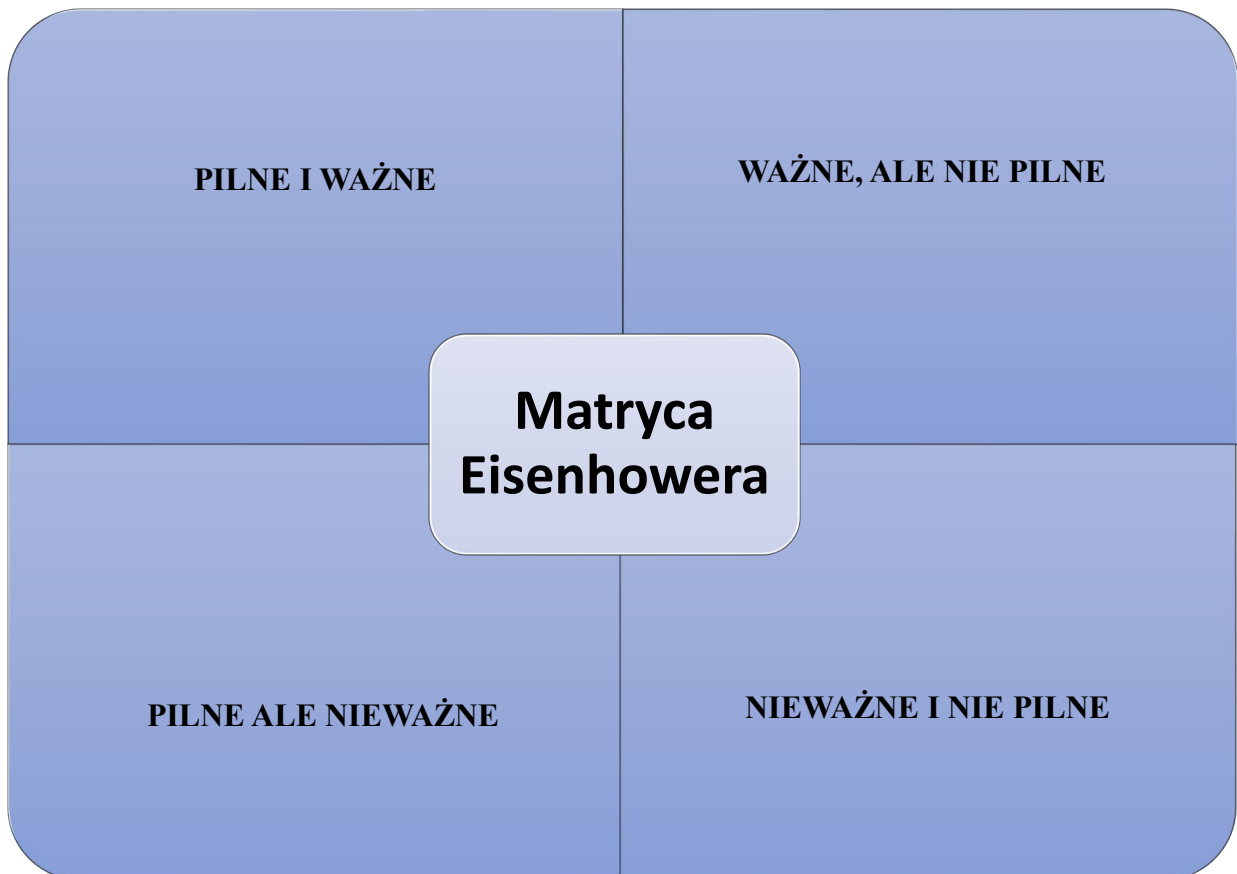 PILNE I WAŻNE
WAŻNE, ALE NIE PILNE
Matryca
Eisenhowera
PILNE ALE NIEWAŻNE
NIEWAŻNE I NIE PILNE